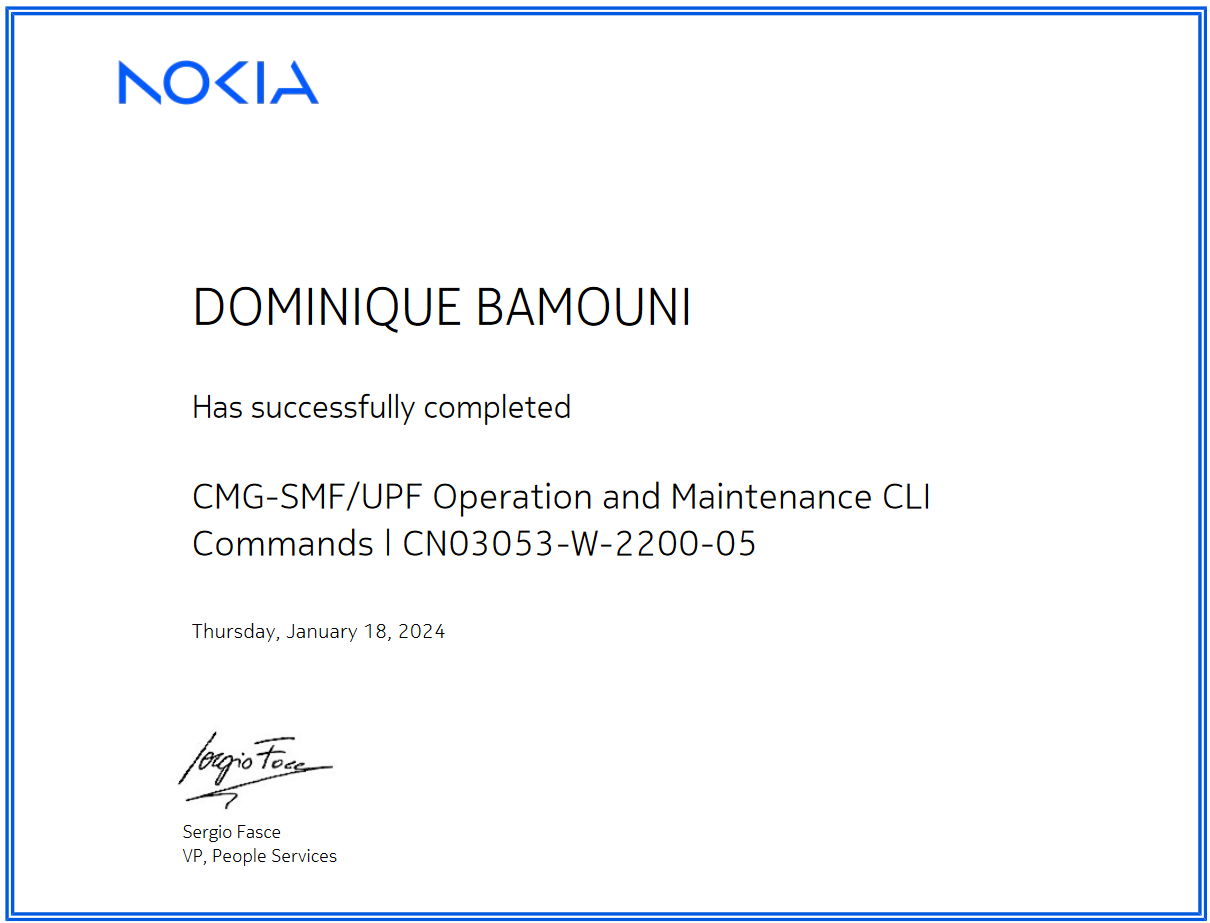 NOKIA
DOMINIQUE BAMOUNI
Has successfully completed
CMG-SMF/UPF Operation and Maintenance CLI
Commands | CN03053-W-2200-05
Thursday, January 18, 2024
Sergio Fasce
Sergio Fasce
VP, People Services